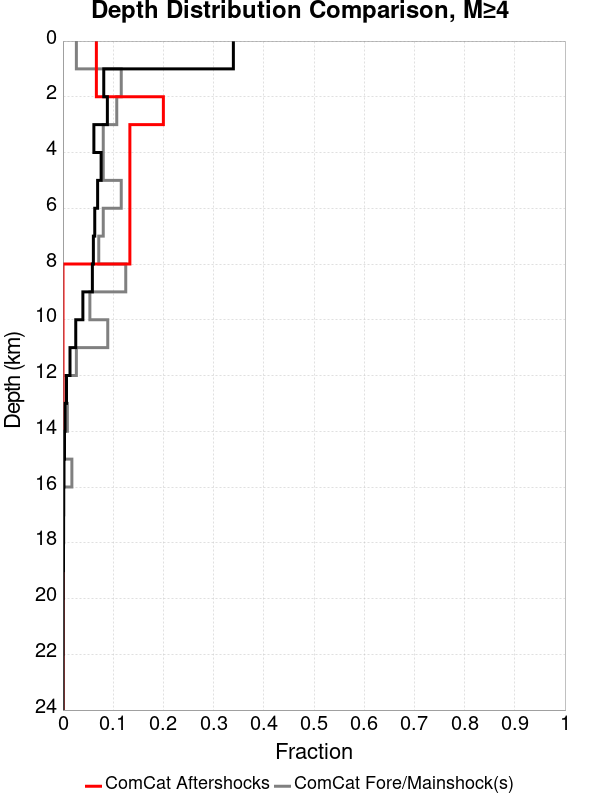 Depth Distribution Comparison, M≥4
0
2
4
6
8
10
12
14
16
18
20
22
24
Depth (km)
0 0.1 0.2 0.3 0.4 0.5 0.6 0.7 0.8 0.9 1
Fraction
ComCat Aftershocks ComCat Fore/Mainshock(s)